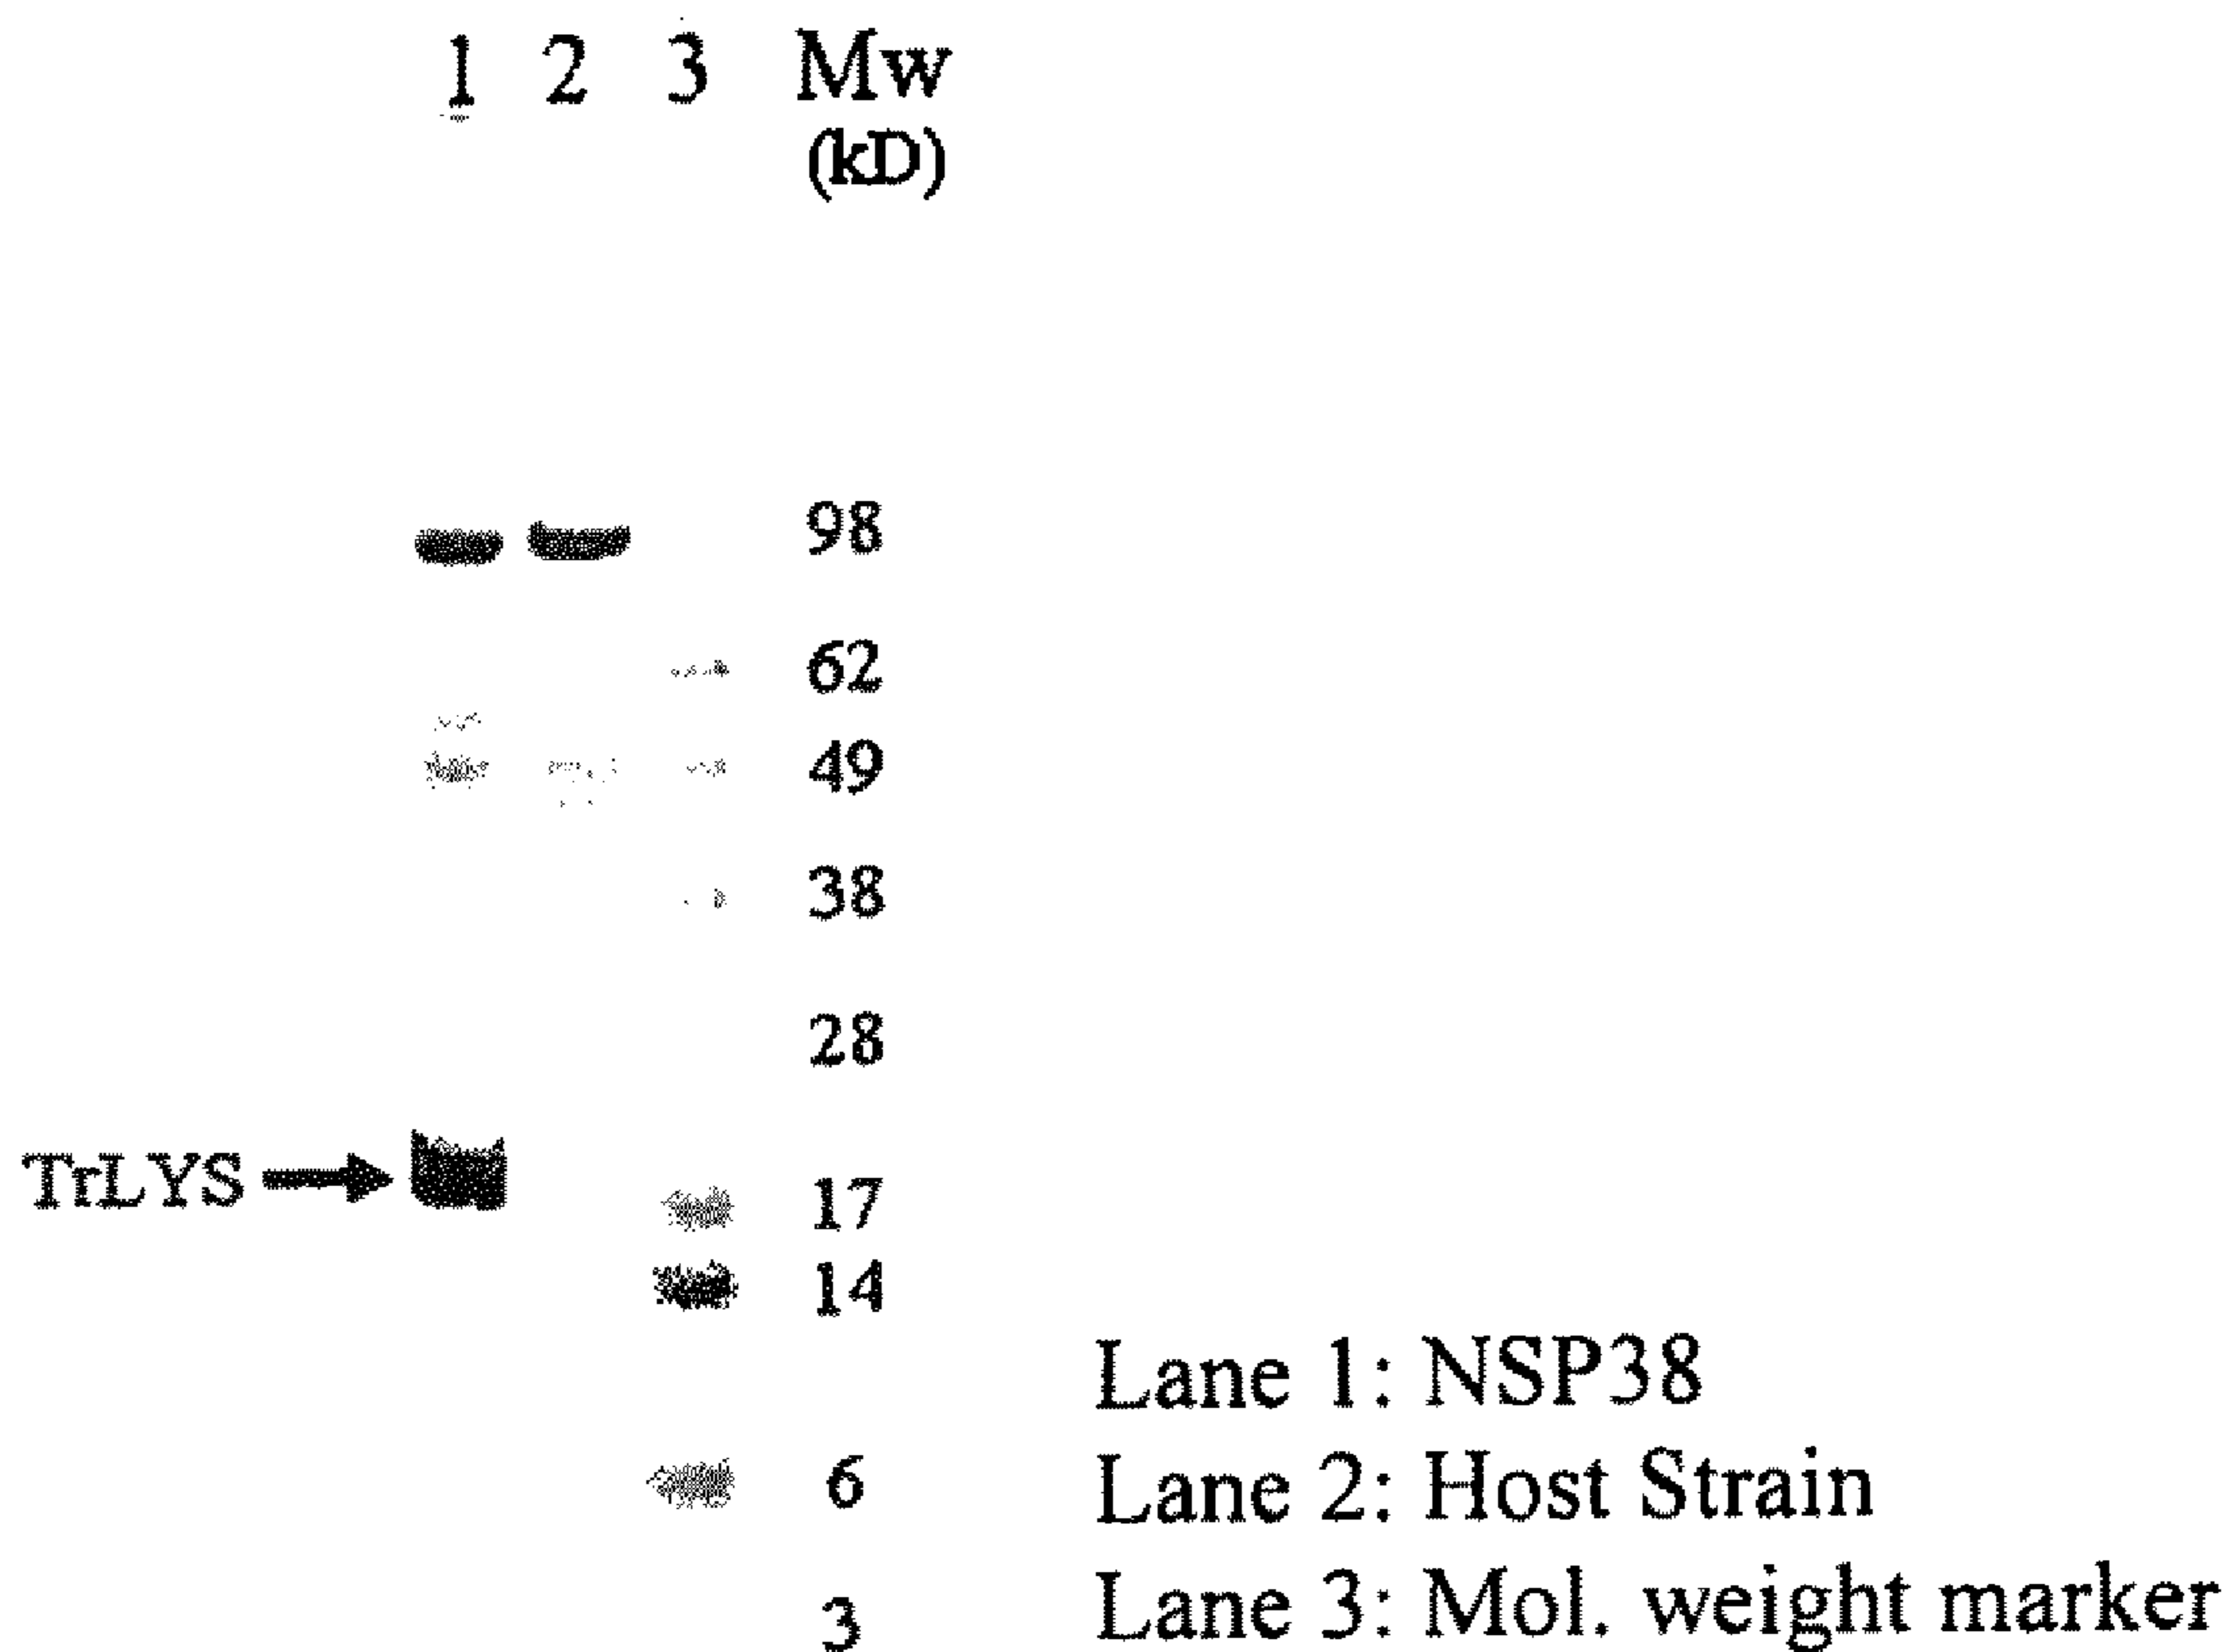 1 2 3 Mw
(kD)
98
62
49
38
28
TrLYS 17
14
Lane 1: NSP38
6
Lane 2: Host Strain
3
Lane 3: Mol. weight marker